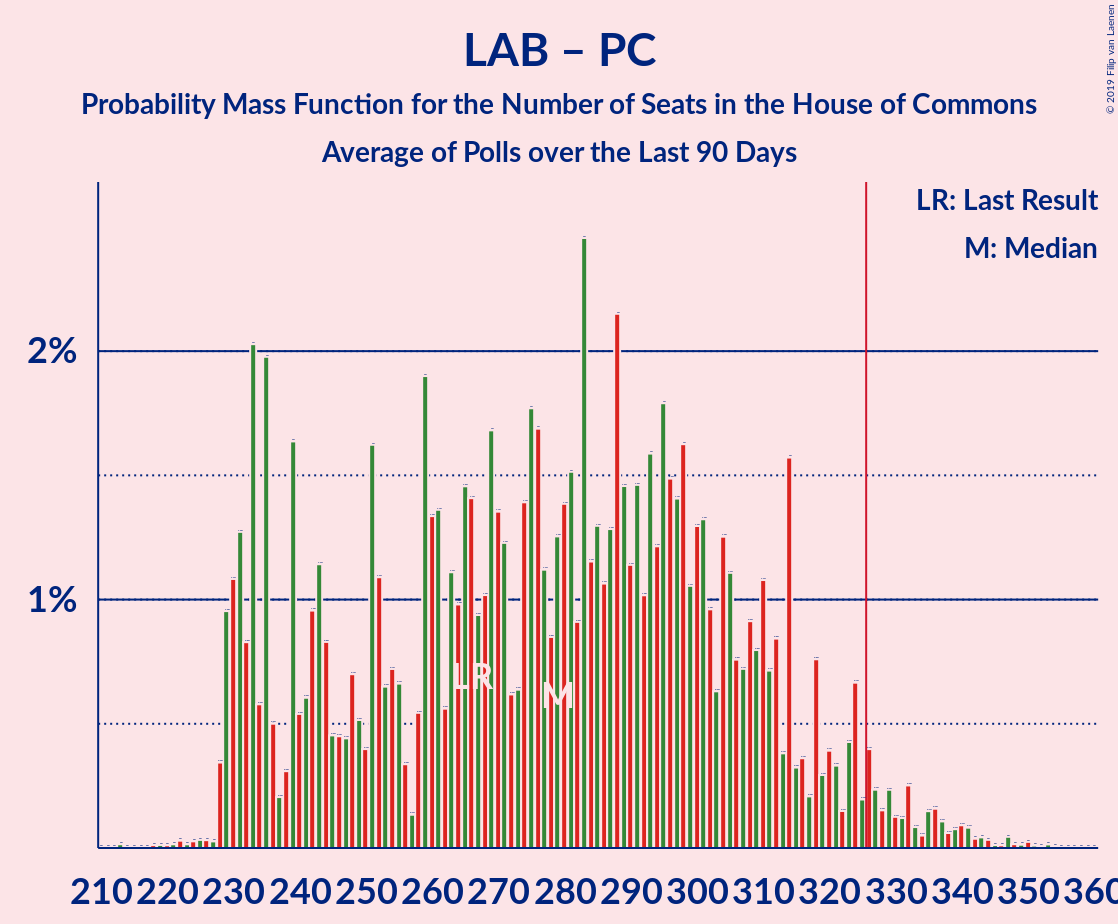 LAB – PC
Probability Mass Function for the Number of Seats in the House of Commons
Average of Polls over the Last 90 Days
© 2019 Filip van Laenen
LR: Last Result
M: Median
2%
1%
LR
M
210 220 230 240 250 260 270 280 290 300 310 320 330 340 350 360